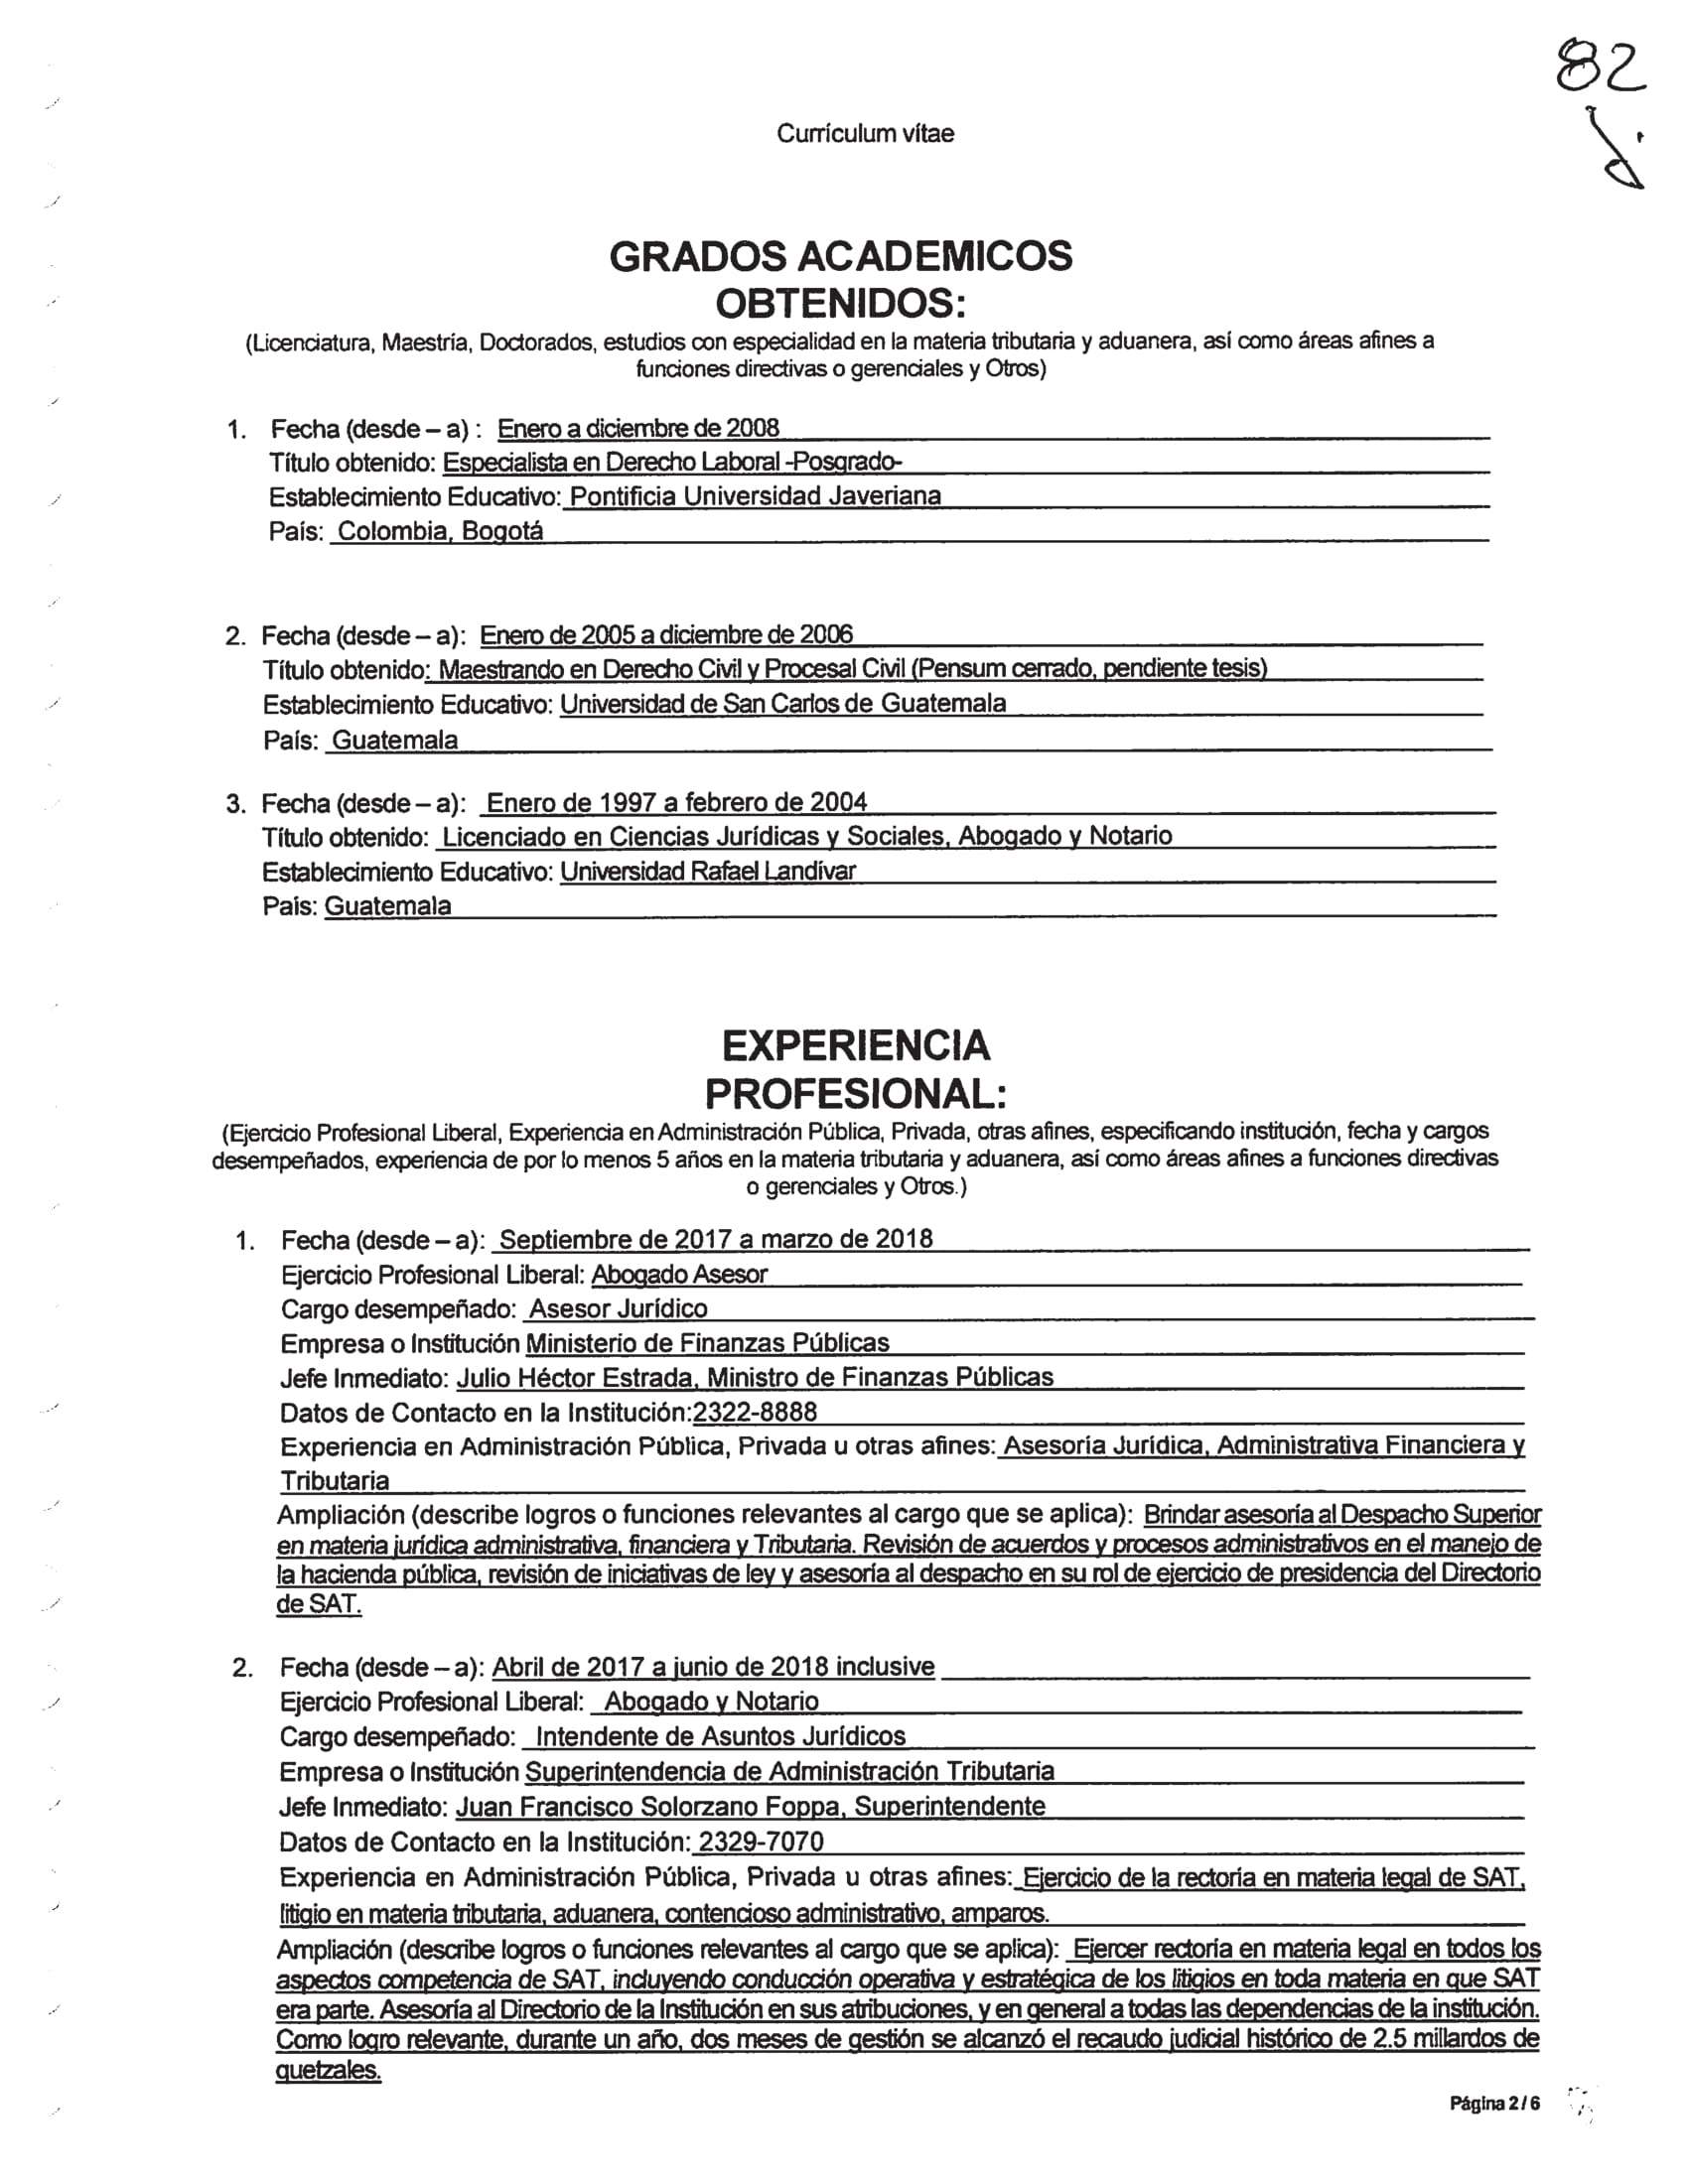 82
Currículum vítae
GRADOS ACADEMICOS
OBTENIDOS:
(Licenciatura, Maestría, Doctorados, estudios con especialidad en la materia tributaria y aduanera, así como áreas afines a
funciones directivas o gerenciales y Otros)
1. Fecha (desde – a) : Enero a diciembre de 2008
Título obtenido: Especialista en Derecho Laboral -Posgrado-
Establecimiento Educativo: Pontificia Universidad Javeriana
País: Colombia, Bogotá
2. Fecha (desde – a): Enero de 2005 a diciembre de 2006
Título obtenido: Maestrando en Derecho Civil y Procesal Civil (Pensum cerrado, pendiente tesis)
Establecimiento Educativo: Universidad de San Carlos de Guatemala
País: Guatemala
3. Fecha (desde – a): Enero de 1997 a febrero de 2004
Título obtenido: Licenciado en Ciencias Jurídicas y Sociales, Abogado y Notario
Establecimiento Educativo: Universidad Rafael Landívar
País: Guatemala
EXPERIENCIA
PROFESIONAL:
(Ejercicio Profesional Liberal, Experiencia en Administración Pública, Privada, otras afines, especificando institución, fecha y cargos
desempeñados, experiencia de por lo menos 5 años en la materia tributaria y aduanera, así como áreas afines a funciones directivas
o gerenciales y Otros.)
1. Fecha (desde – a): Septiembre de 2017 a marzo de 2018
Ejercicio Profesional Liberal: Abogado Asesor
Cargo desempeñado: Asesor Jurídico
Empresa o Institución Ministerio de Finanzas Públicas
Jefe Inmediato: Julio Héctor Estrada, Ministro de Finanzas Públicas
Datos de Contacto en la Institución:2322-8888
Experiencia en Administración Pública, Privada u otras afines: Asesoría Jurídica, Administrativa Financiera y
Tributaria
Ampliación (describe logros o funciones relevantes al cargo que se aplica): Brindar asesoría al Despacho Superior
en materia jurídica administrativa, financiera y Tributaria. Revisión de acuerdos y procesos administrativos en el manejo de
la hacienda pública, revisión de iniciativas de ley y asesoría al despacho en su rol de ejercicio de presidencia del Directorio
de SAT.
2. Fecha (desde – a): Abril de 2017 a junio de 2018 inclusive
Ejercicio Profesional Liberal: Abogado y Notario
Cargo desempeñado: Intendente de Asuntos Jurídicos
Empresa o Institución Superintendencia de Administración Tributaria
Jefe Inmediato: Juan Francisco Solorzano Foppa, Superintendente
Datos de Contacto en la Institución: 2329-7070
Experiencia en Administración Pública, Privada u otras afines: Ejercicio de la rectoría en materia legal de SAT,
litigio en materia tributaria, aduanera, contencioso administrativo, amparos.
Ampliación (describe logros o funciones relevantes al cargo que se aplica): Ejercer rectoría en materia legal en todos los
aspectos competencia de SAT, incluyendo conducción operativa y estratégica de los litigios en toda materia en que SAT
era parte. Asesoría al Directorio de la Institución en sus atribuciones, y en general a todas las dependencias de la institución.
Como logro relevante, durante un año, dos meses de gestión se alcanzó el recaudo judicial histórico de 2.5 millardos de
quetzales.
Página 2 / 6